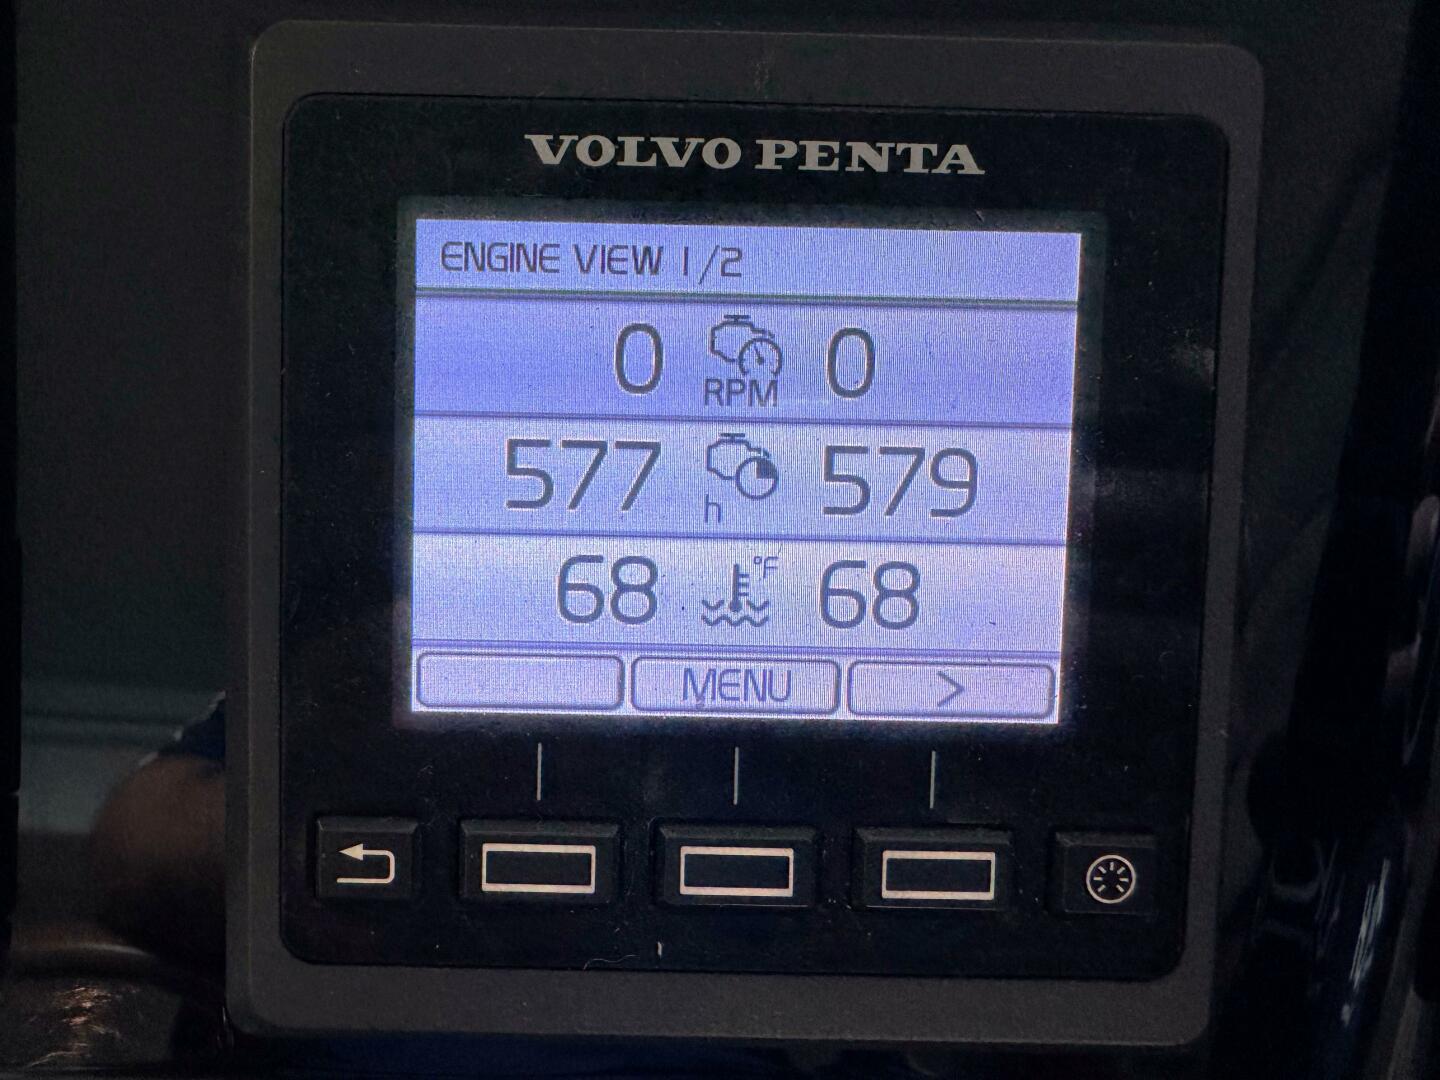 VOLVO PENTA
ENGINE VIEW 1/2
0 RPM 0
577 h 579
68 °F 68
MENU >